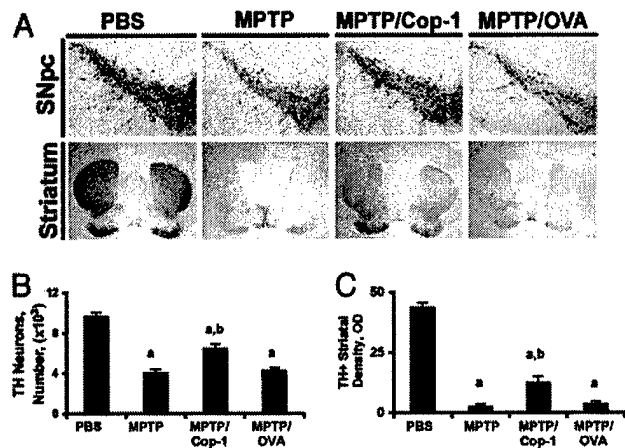 A
PBS MPTP MPTP/Cop-1 MPTP/OVA
SNpc
Striatum
B
TH Neurons,
Number, (x10³)
12
8
4
0
a
a,b
a
PBS MPTP MPTP/ MPTP/
Cop-1 OVA
C
TH+ Striatal
Density, OD
50
25
0
a
a,b
a
PBS MPTP MPTP/ MPTP/
Cop-1 OVA